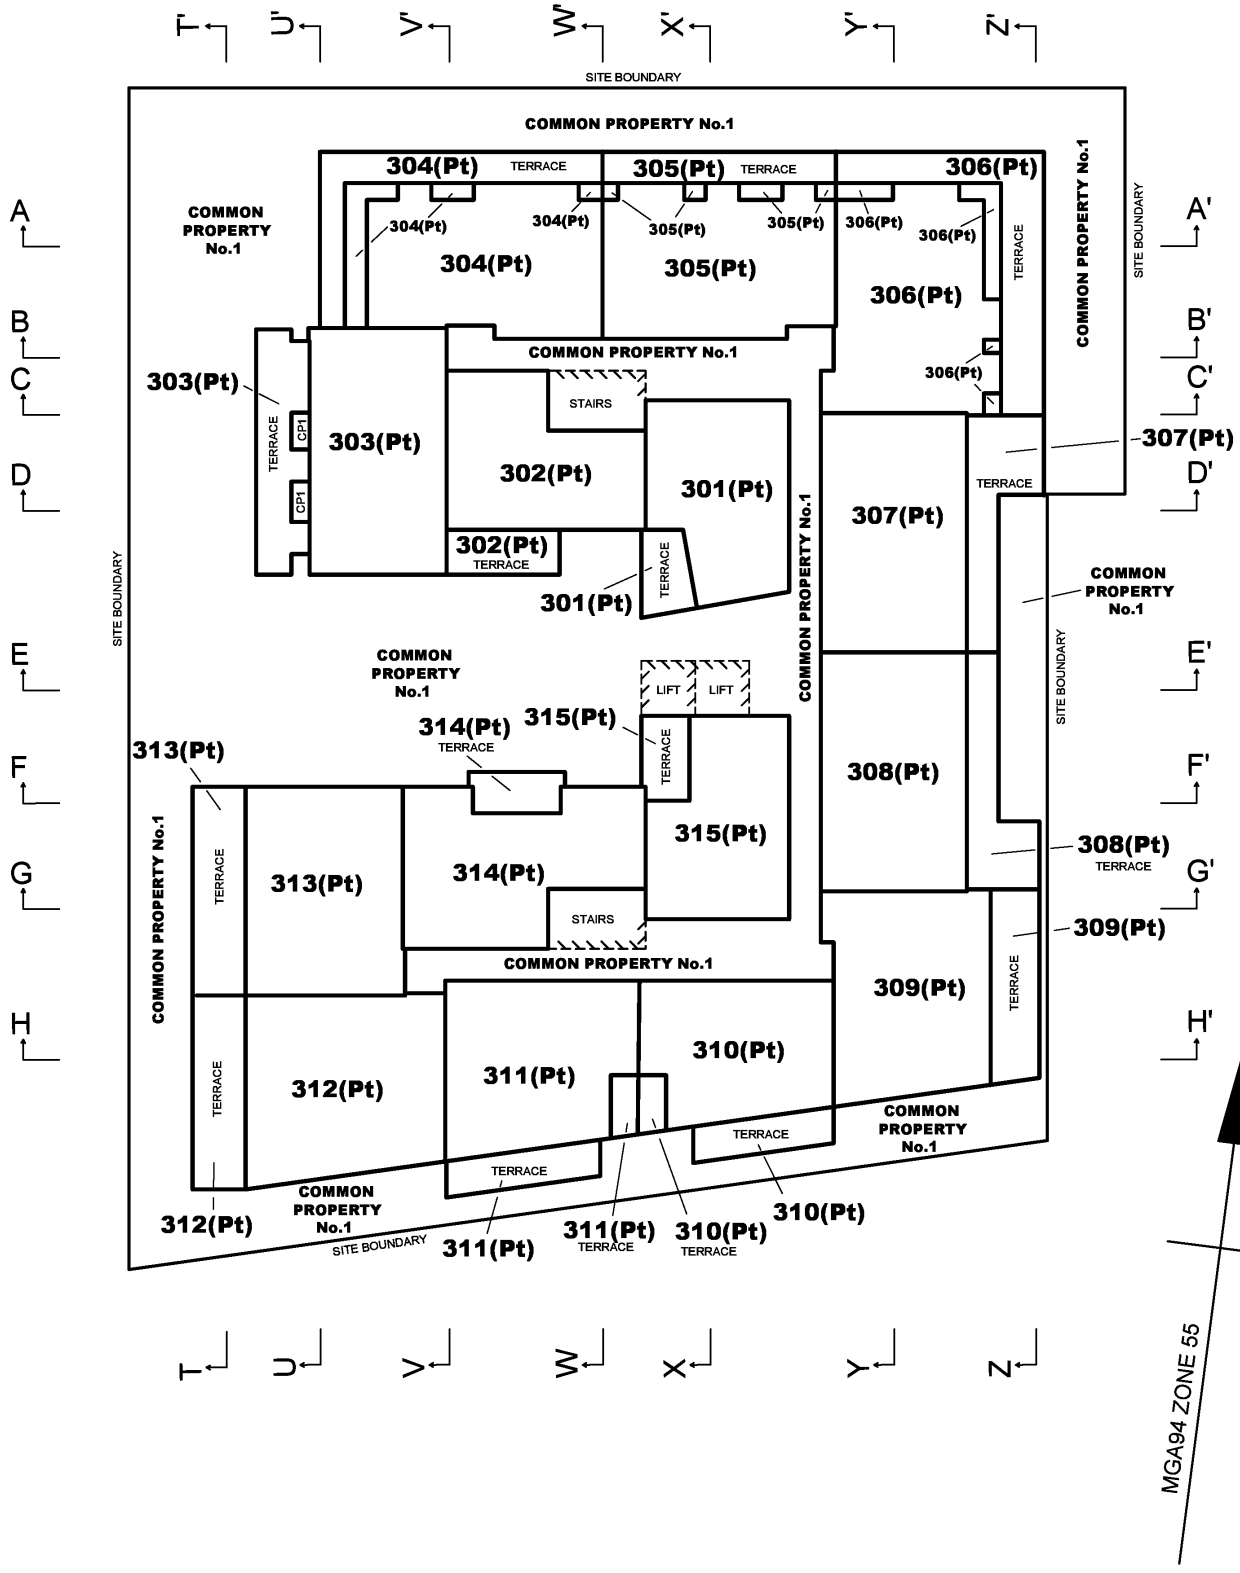 T' U' V' W' X' Y' Z'
SITE BOUNDARY
COMMON PROPERTY No.1
304(Pt) TERRACE 305(Pt) TERRACE 306(Pt)
COMMON PROPERTY No.1
SITE BOUNDARY
A
A'
COMMON
PROPERTY
No.1
304(Pt) 304(Pt) 305(Pt) 305(Pt) 306(Pt) 306(Pt)
TERRACE
304(Pt) 305(Pt) 306(Pt)
B
B'
COMMON PROPERTY No.1
C
C'
303(Pt)
306(Pt)
STAIRS
TERRACE
CP1
303(Pt)
307(Pt)
302(Pt)
301(Pt)
D
D'
TERRACE
CP1
COMMON PROPERTY No.1
307(Pt)
302(Pt)
TERRACE
TERRACE
301(Pt)
SITE BOUNDARY
COMMON
PROPERTY
No.1
E
E'
COMMON
PROPERTY
No.1
LIFT LIFT
SITE BOUNDARY
315(Pt)
314(Pt)
TERRACE
TERRACE
313(Pt)
F
F'
308(Pt)
315(Pt)
308(Pt)
TERRACE
G
G'
COMMON PROPERTY No.1
TERRACE
313(Pt)
314(Pt)
STAIRS
309(Pt)
COMMON PROPERTY No.1
TERRACE
309(Pt)
H
H'
310(Pt)
311(Pt)
312(Pt)
TERRACE
COMMON
PROPERTY
No.1
TERRACE
TERRACE
COMMON
PROPERTY
No.1
312(Pt)
310(Pt)
311(Pt)
TERRACE
310(Pt)
TERRACE
311(Pt)
SITE BOUNDARY
T U V W X Y Z
MGA94 ZONE 55